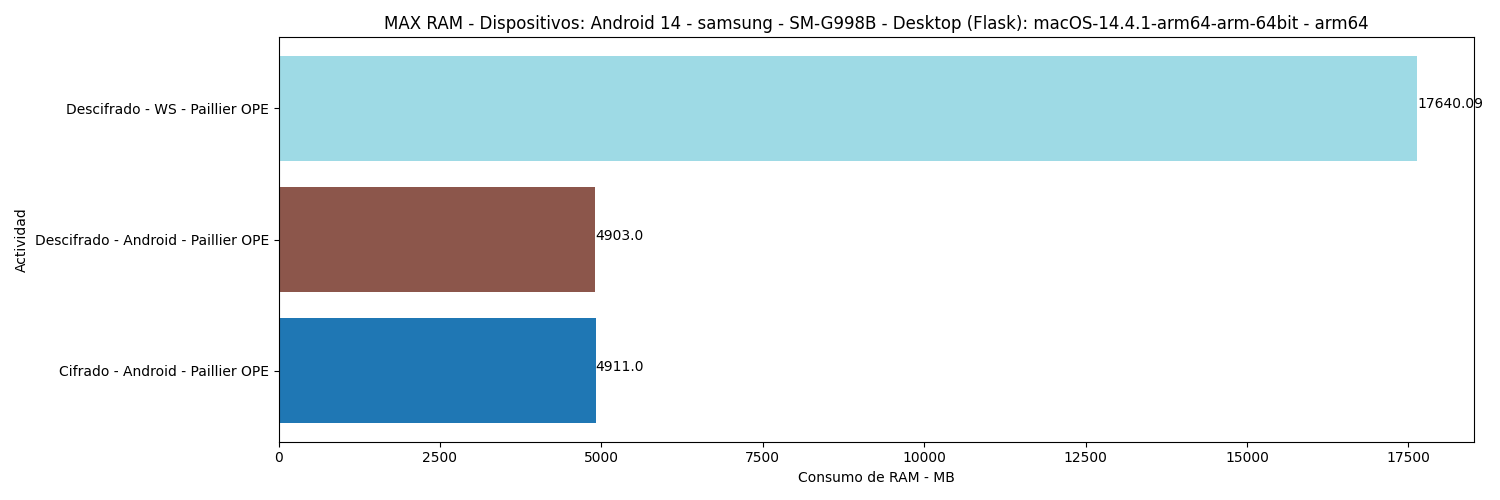 MAX RAM - Dispositivos: Android 14 - samsung - SM-G998B - Desktop (Flask): macOS-14.4.1-arm64-arm-64bit - arm64
Descifrado - WS - Paillier OPE
17640.09
Descifrado - Android - Paillier OPE
4903.0
Cifrado - Android - Paillier OPE
4911.0
Actividad
0 2500 5000 7500 10000 12500 15000 17500
Consumo de RAM - MB